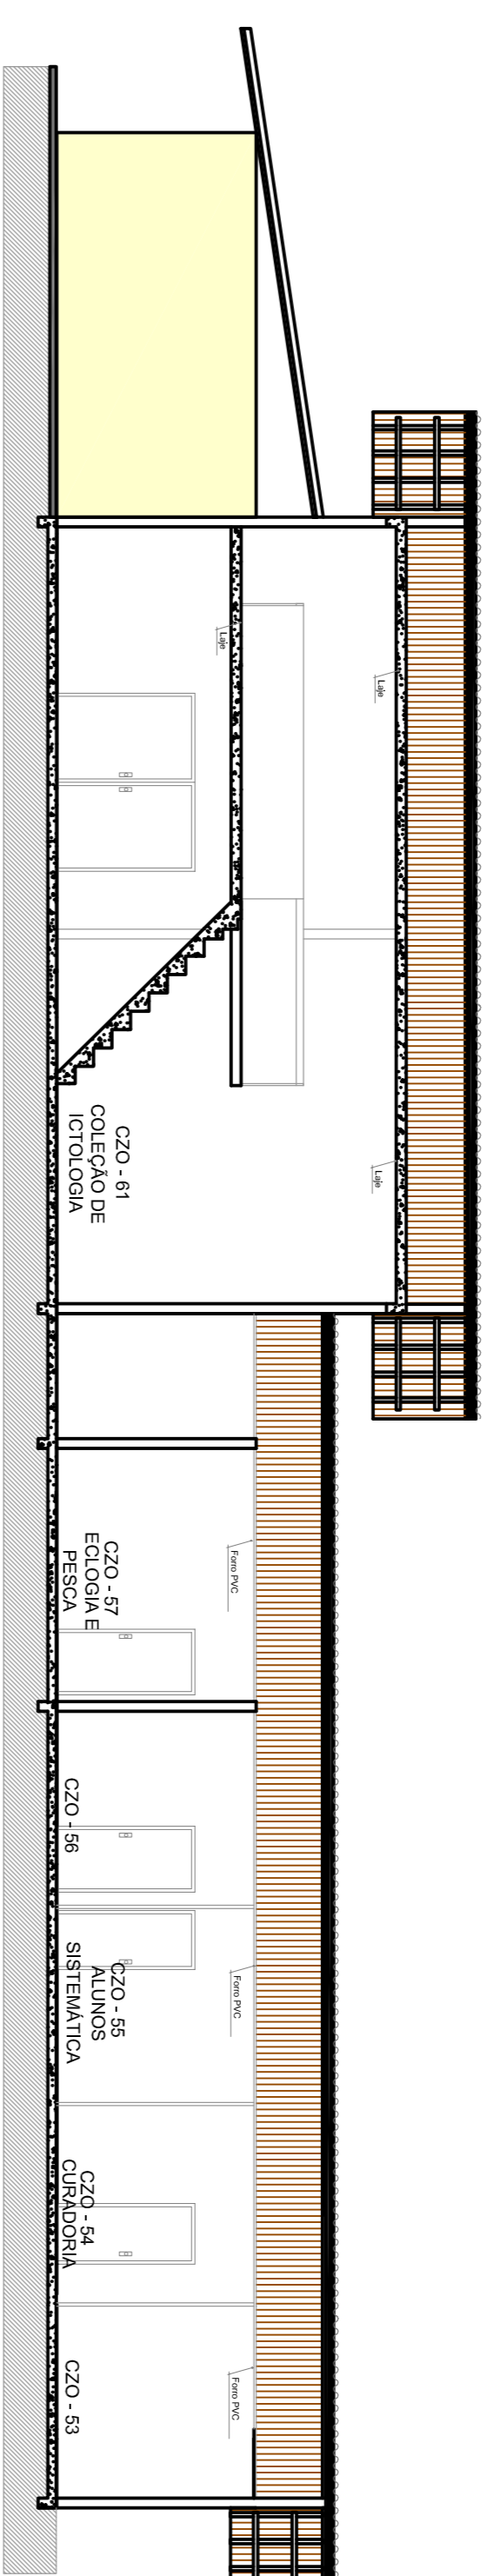 Laje
Laje
Laje
CZO - 61
COLEÇÃO DE
ICTOLOGIA
Forro PVC
CZO - 57
ECLOGIA E
PESCA
CZO - 56
Forro PVC
CZO - 55
ALUNOS
SISTEMÁTICA
CZO - 54
CURADORIA
Forro PVC
CZO - 53